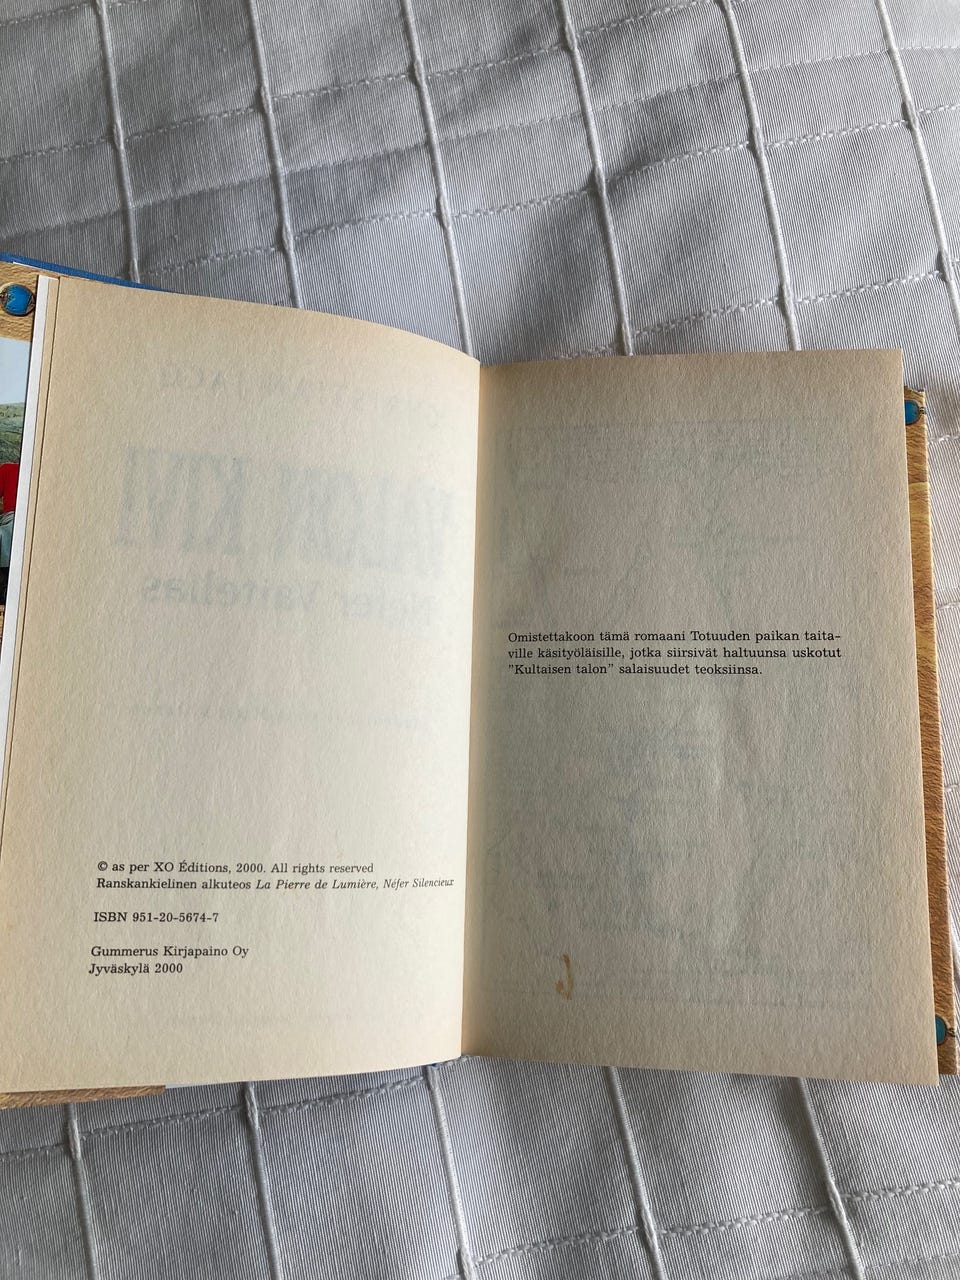 © as per XO Éditions, 2000. All rights reserved
Ranskankielinen alkuteos La Pierre de Lumière, Néfer Silencieux
ISBN 951-20-5674-7
Gummerus Kirjapaino Oy
Jyväskylä 2000
Omistettakoon tämä romaani Totuuden paikan taita-
ville käsityöläisille, jotka siirsivät haltuunsa uskotut
”Kultaisen talon” salaisuudet teoksiinsa.